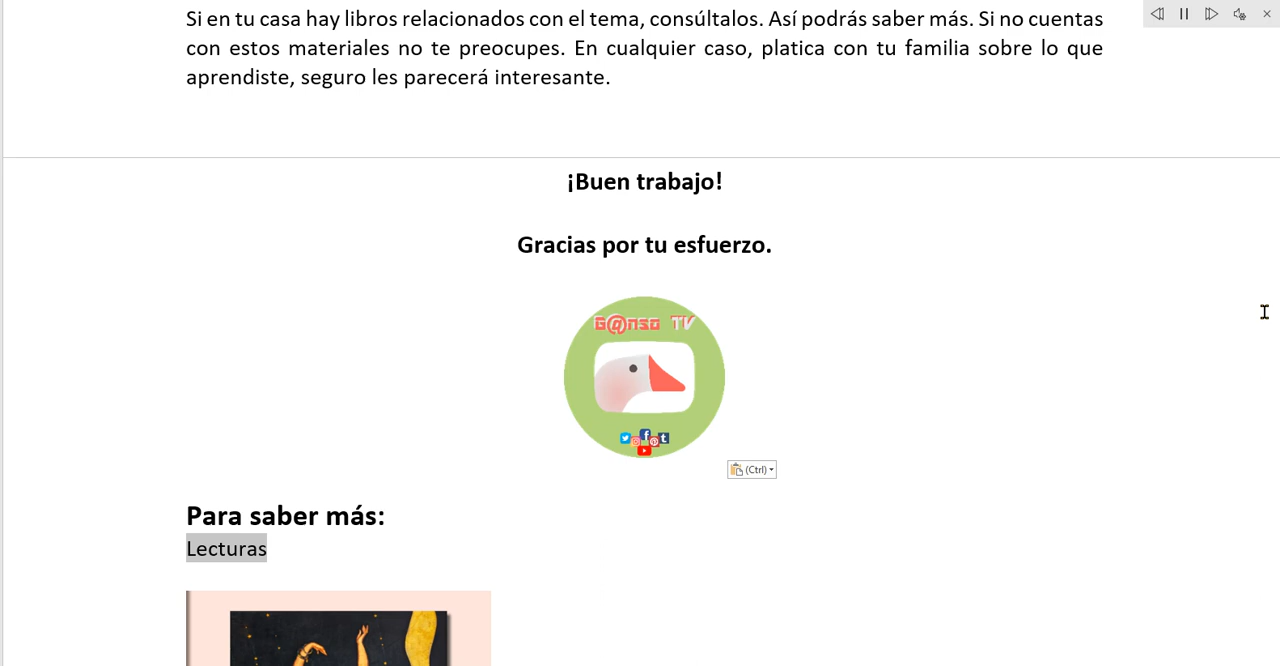 Si en tu casa hay libros relacionados con el tema, consúltalos. Así podrás saber más. Si no cuentas
con estos materiales no te preocupes. En cualquier caso, platica con tu familia sobre lo que
aprendiste, seguro les parecerá interesante.
¡Buen trabajo!
Gracias por tu esfuerzo.
G@nso TV
(Ctrl)
Para saber más:
Lecturas